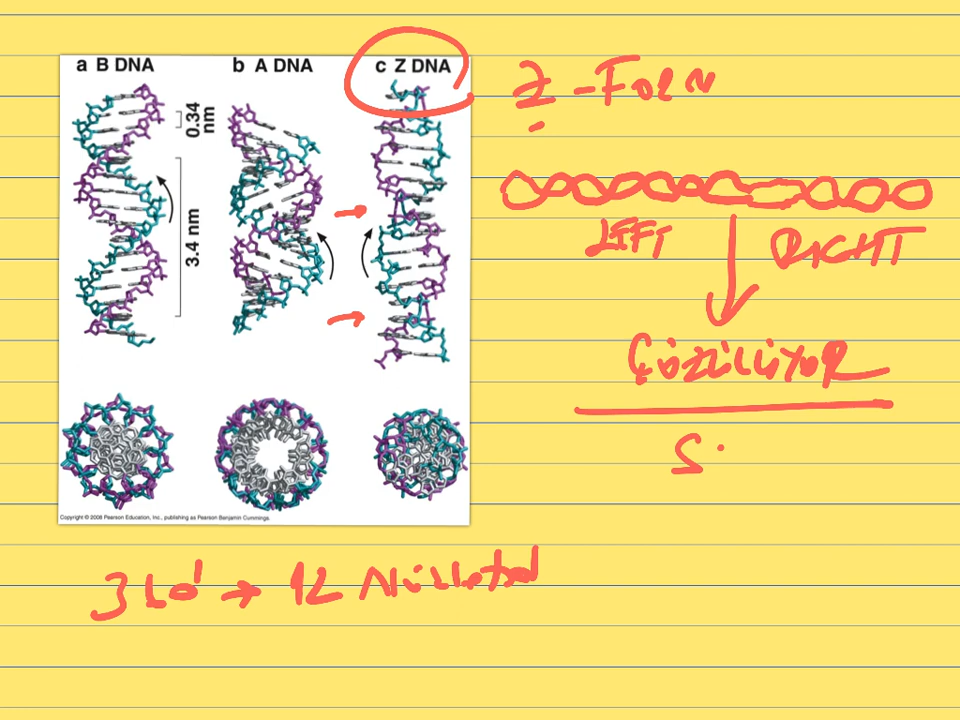 a B DNA
b A DNA
c Z DNA
0.34 nm
3.4 nm
Copyright © 2008 Pearson Education, Inc., publishing as Pearson Benjamin Cummings.
Z-Form
LEFT
RIGHT
Çözülüyor
S.
360' → 12 Nükleotid